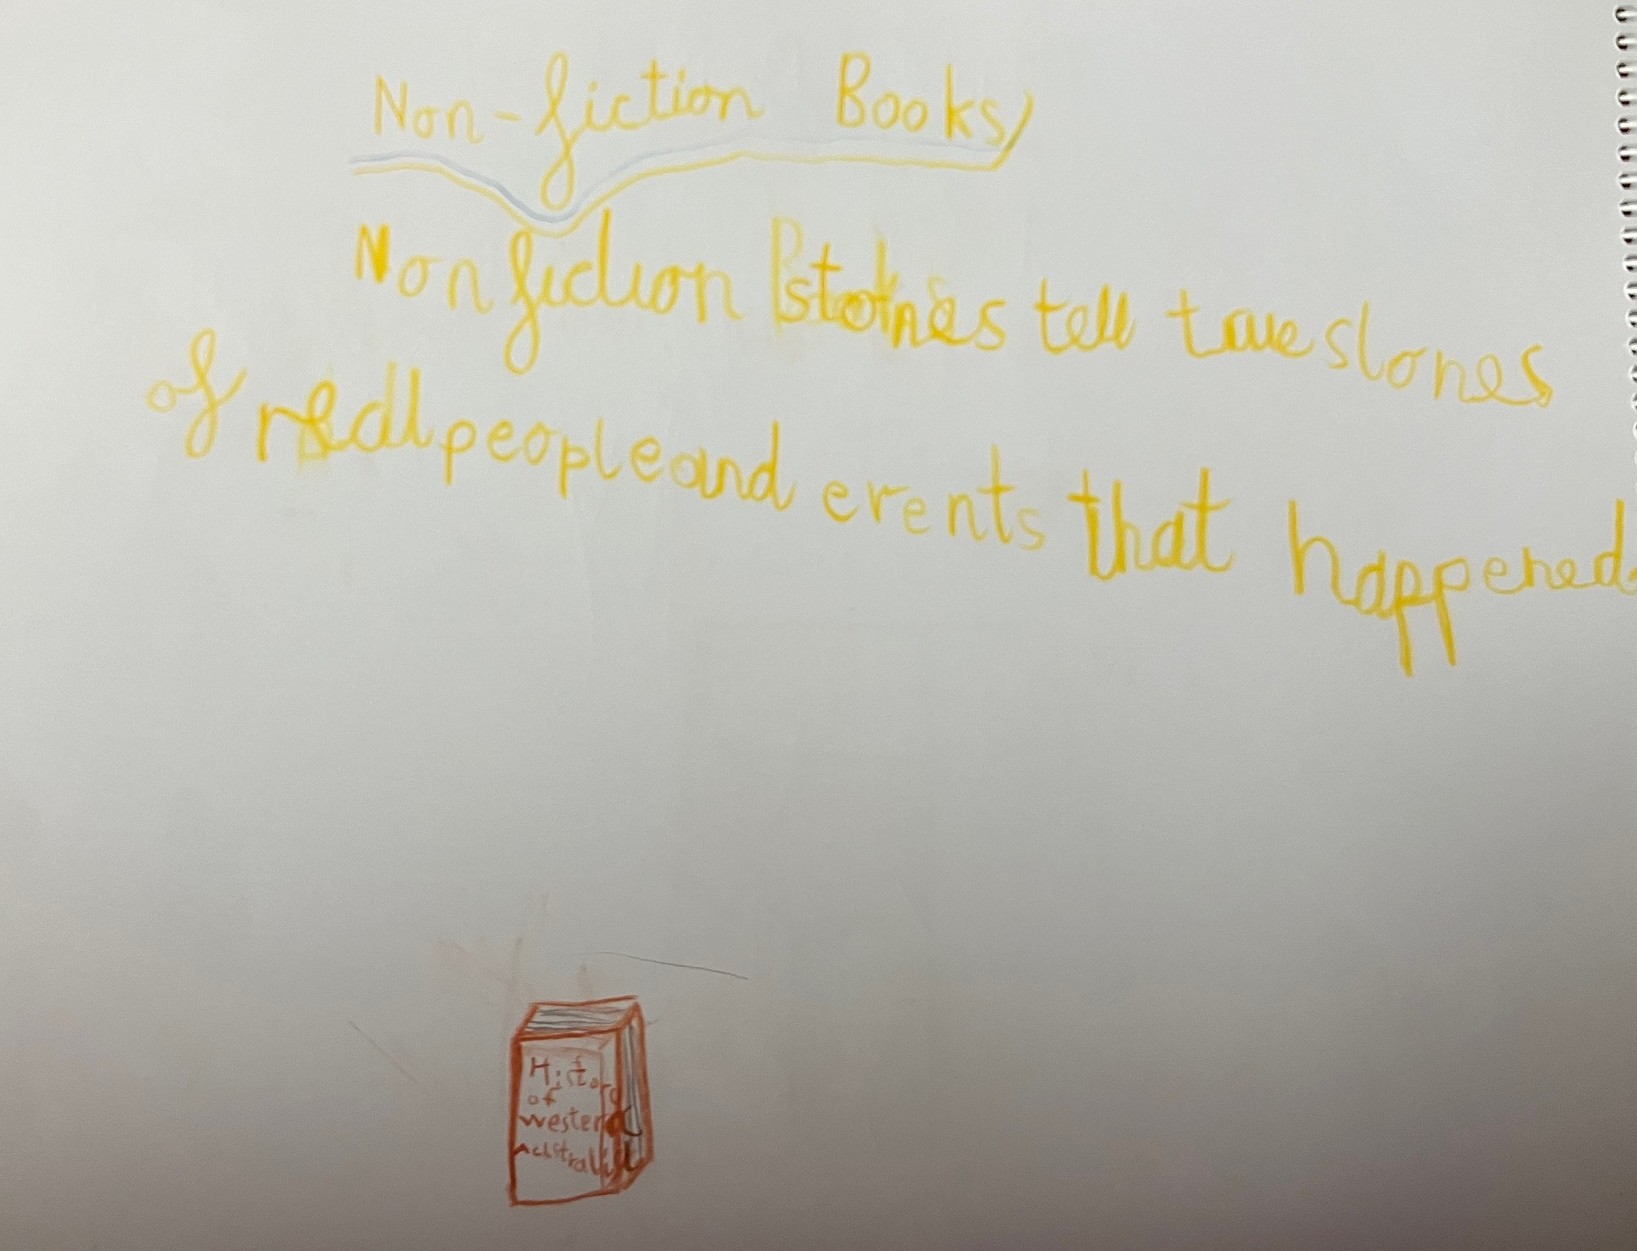 Non-fiction Books
Non fiction stories tell true stories
of real people and events that happened.
History
of
western
Achstralia